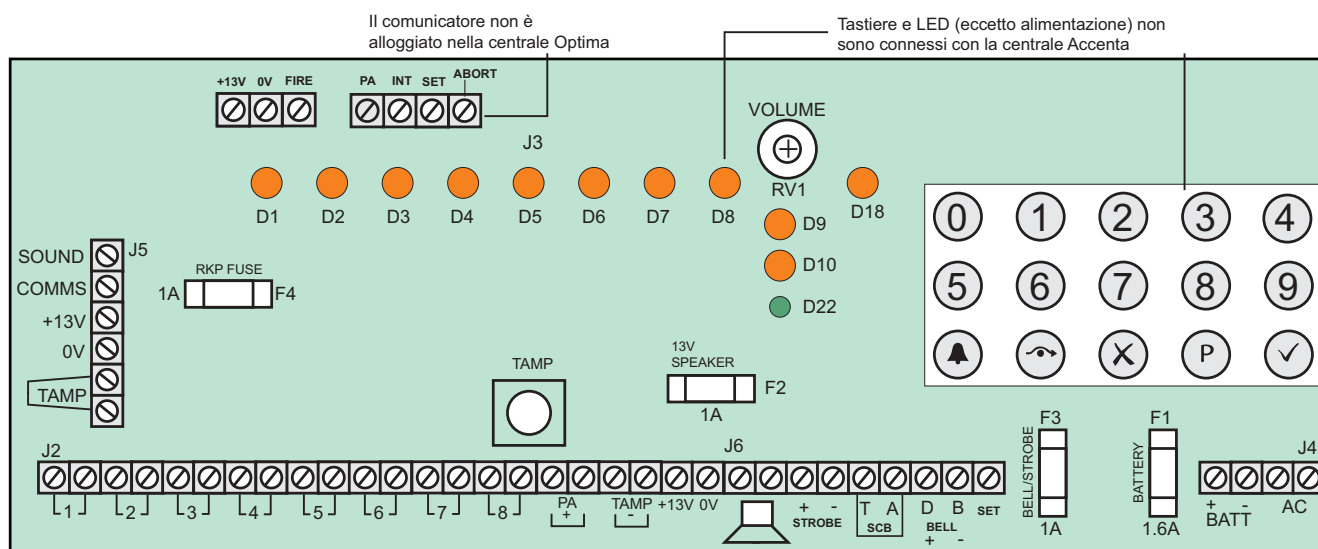 Il comunicatore non è
alloggiato nella centrale Optima
Tastiere e LED (eccetto alimentazione) non
sono connessi con la centrale Accenta
+13V 0V FIRE
PA INT SET ABORT
J3
VOLUME
RV1
D1 D2 D3 D4 D5 D6 D7 D8 D18
D9
D10
D22
0 1 2 3 4
5 6 7 8 9
P
SOUND J5
COMMS
+13V
0V
TAMP
RKP FUSE
1A F4
TAMP
13V
SPEAKER
F2
1A
F3
BELL/STROBE
1A
F1
BATTERY
1.6A
J2 J6 J4
1 2 3 4 5 6 7 8
PA
+
TAMP
-
+13V 0V
+ -
STROBE
T A
SCB
D B
BELL
+ -
SET
+ -
BATT
AC